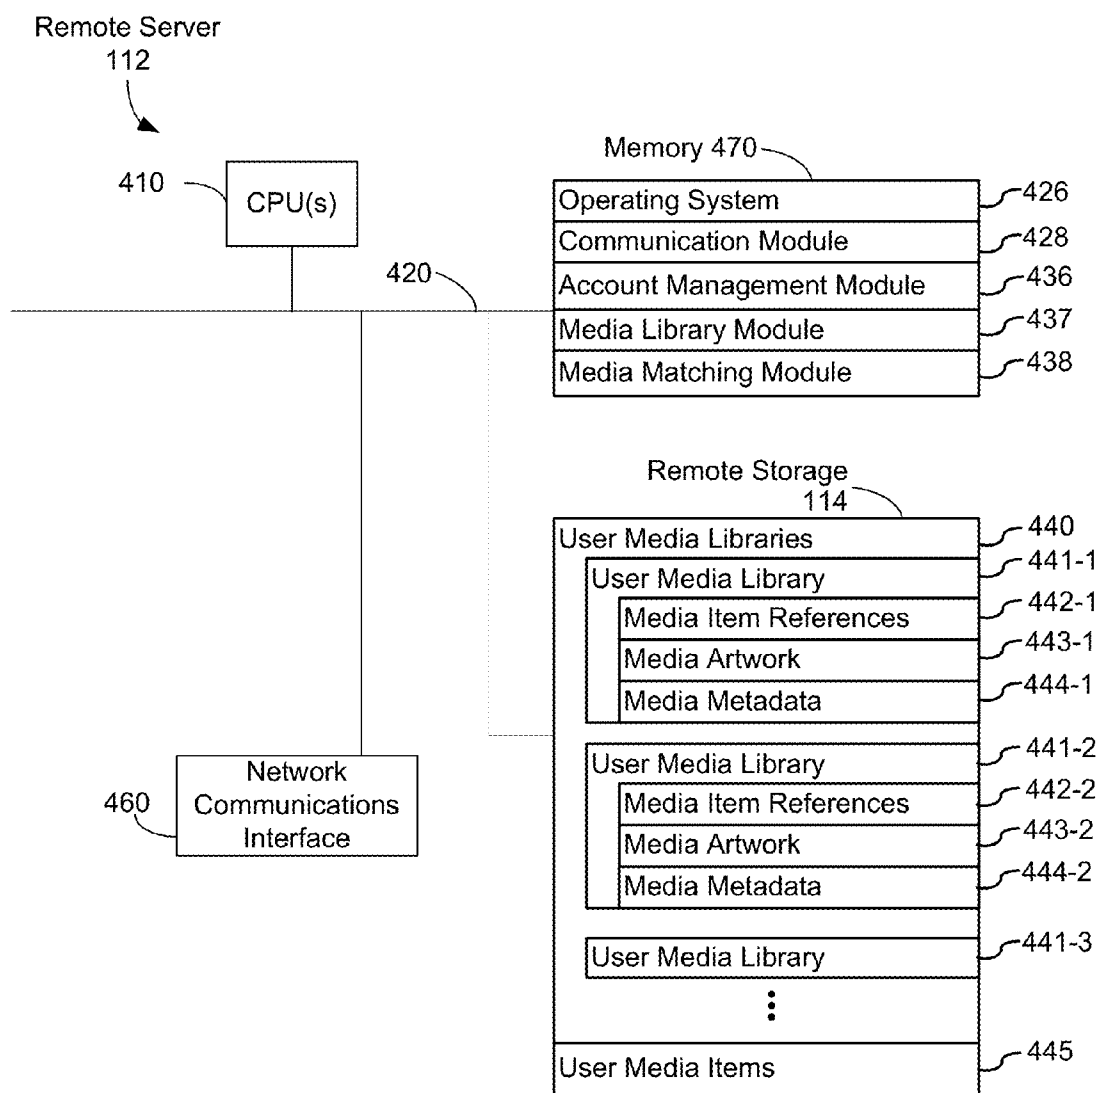 Remote Server
112
410
CPU(s)
420
Memory 470
Operating System
426
Communication Module
428
Account Management Module
436
Media Library Module
437
Media Matching Module
438
Remote Storage
114
User Media Libraries
440
User Media Library
441-1
Media Item References
442-1
Media Artwork
443-1
Media Metadata
444-1
User Media Library
441-2
Media Item References
442-2
Media Artwork
443-2
Media Metadata
444-2
User Media Library
441-3
User Media Items
445
460
Network
Communications
Interface